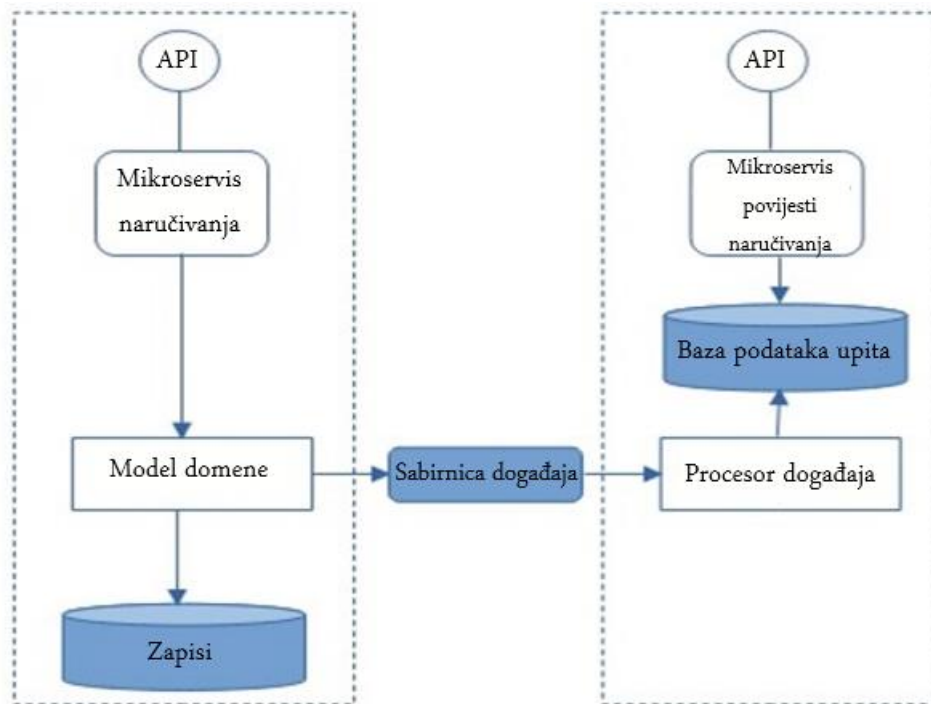 API
Mikroservis
naručivanja
Model domene
Zapisi
Sabirnica događaja
API
Mikroservis
povijesti
naručivanja
Baza podataka upita
Procesor događaja